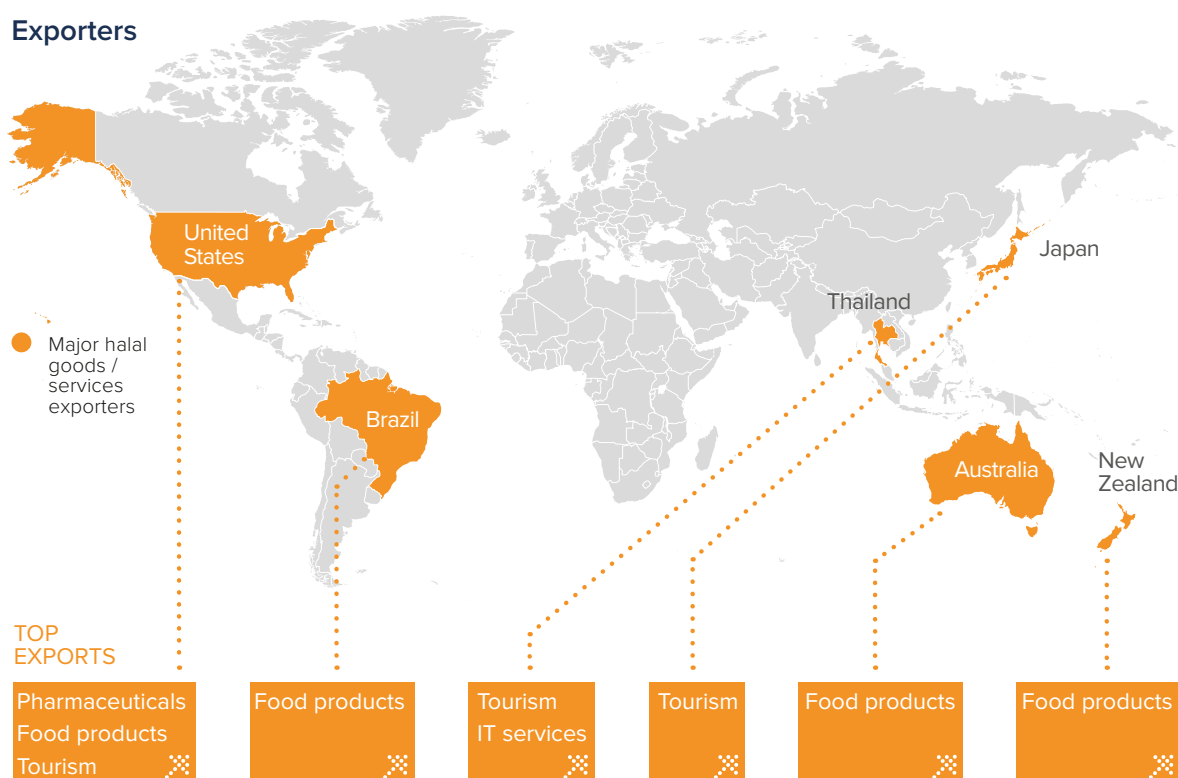 Exporters
United
States
Japan
Thailand
Major halal
goods /
services
exporters
Brazil
Australia
New
Zealand
TOP
EXPORTS
Pharmaceuticals
Food products
Tourism
Food products
Tourism
IT services
Tourism
Food products
Food products